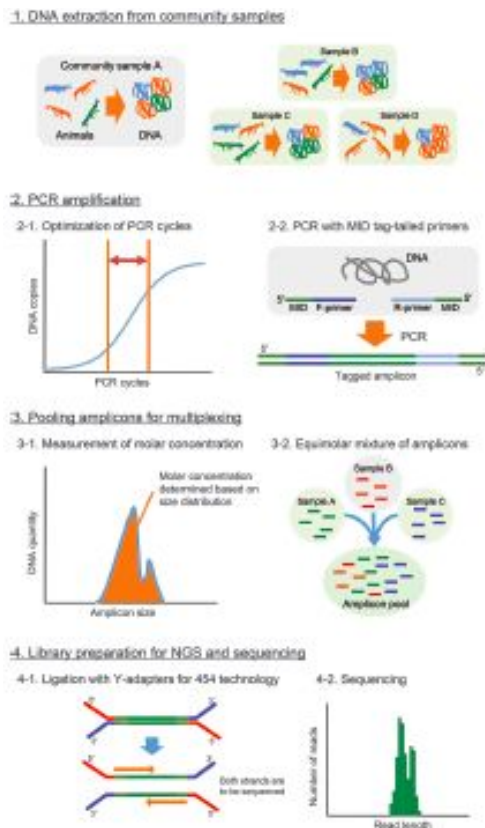 1. DNA extraction from community samples
Community sample A
Animals
DNA
Sample B
Sample C
Sample D
2. PCR amplification
2-1. Optimization of PCR cycles
DNA copies
PCR cycles
2-2. PCR with MID tag-tailed primers
DNA
5'
MID
F-primer
R-primer
MID
5'
PCR
5'
5'
Tagged amplicon
3. Pooling amplicons for multiplexing
3-1. Measurement of molar concentration
Molar concentration
determined based on
size distribution
DNA quantity
Amplicon size
3-2. Equimolar mixture of amplicons
Sample A
Sample B
Sample C
Amplicon pool
4. Library preparation for NGS and sequencing
4-1. Ligation with Y-adapters for 454 technology
Both strands are
to be sequenced
4-2. Sequencing
Number of reads
Read length